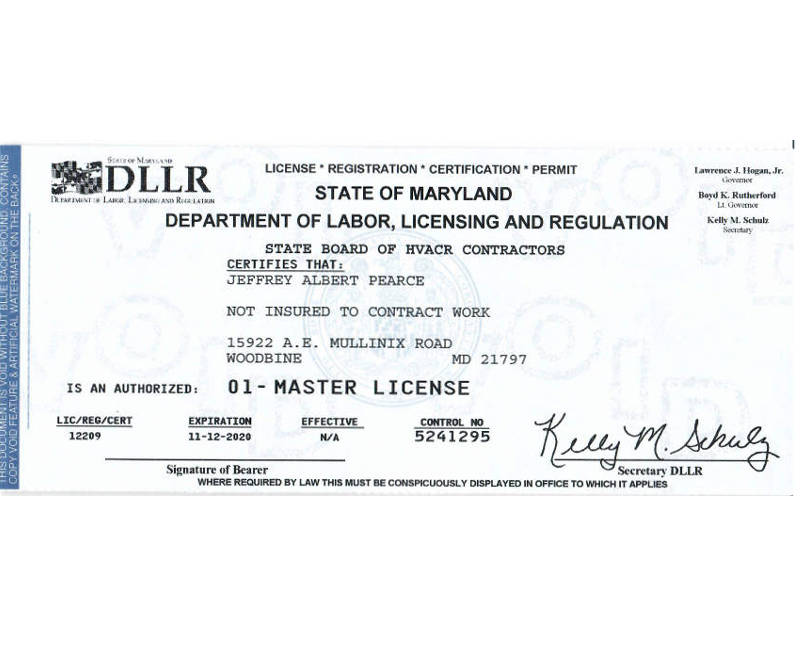 THIS DOCUMENT IS VOID WITHOUT BLUE BACKGROUND. CONTAINS
COPY VOID FEATURE & ARTIFICIAL WATERMARK ON THE BACK.
STATE OF MARYLAND
DLLR
DEPARTMENT OF LABOR, LICENSING AND REGULATION
LICENSE * REGISTRATION * CERTIFICATION * PERMIT
STATE OF MARYLAND
DEPARTMENT OF LABOR, LICENSING AND REGULATION
Lawrence J. Hogan, Jr.
Governor
Boyd K. Rutherford
Lt. Governor
Kelly M. Schulz
Secretary
STATE BOARD OF HVACR CONTRACTORS
CERTIFIES THAT:
JEFFREY ALBERT PEARCE
NOT INSURED TO CONTRACT WORK
15922 A.E. MULLINIX ROAD
WOODBINE MD 21797
IS AN AUTHORIZED: 01- MASTER LICENSE
LIC/REG/CERT EXPIRATION EFFECTIVE CONTROL NO
12209 11-12-2020 N/A 5241295
Kelly M. Schulz
Signature of Bearer Secretary DLLR
WHERE REQUIRED BY LAW THIS MUST BE CONSPICUOUSLY DISPLAYED IN OFFICE TO WHICH IT APPLIES